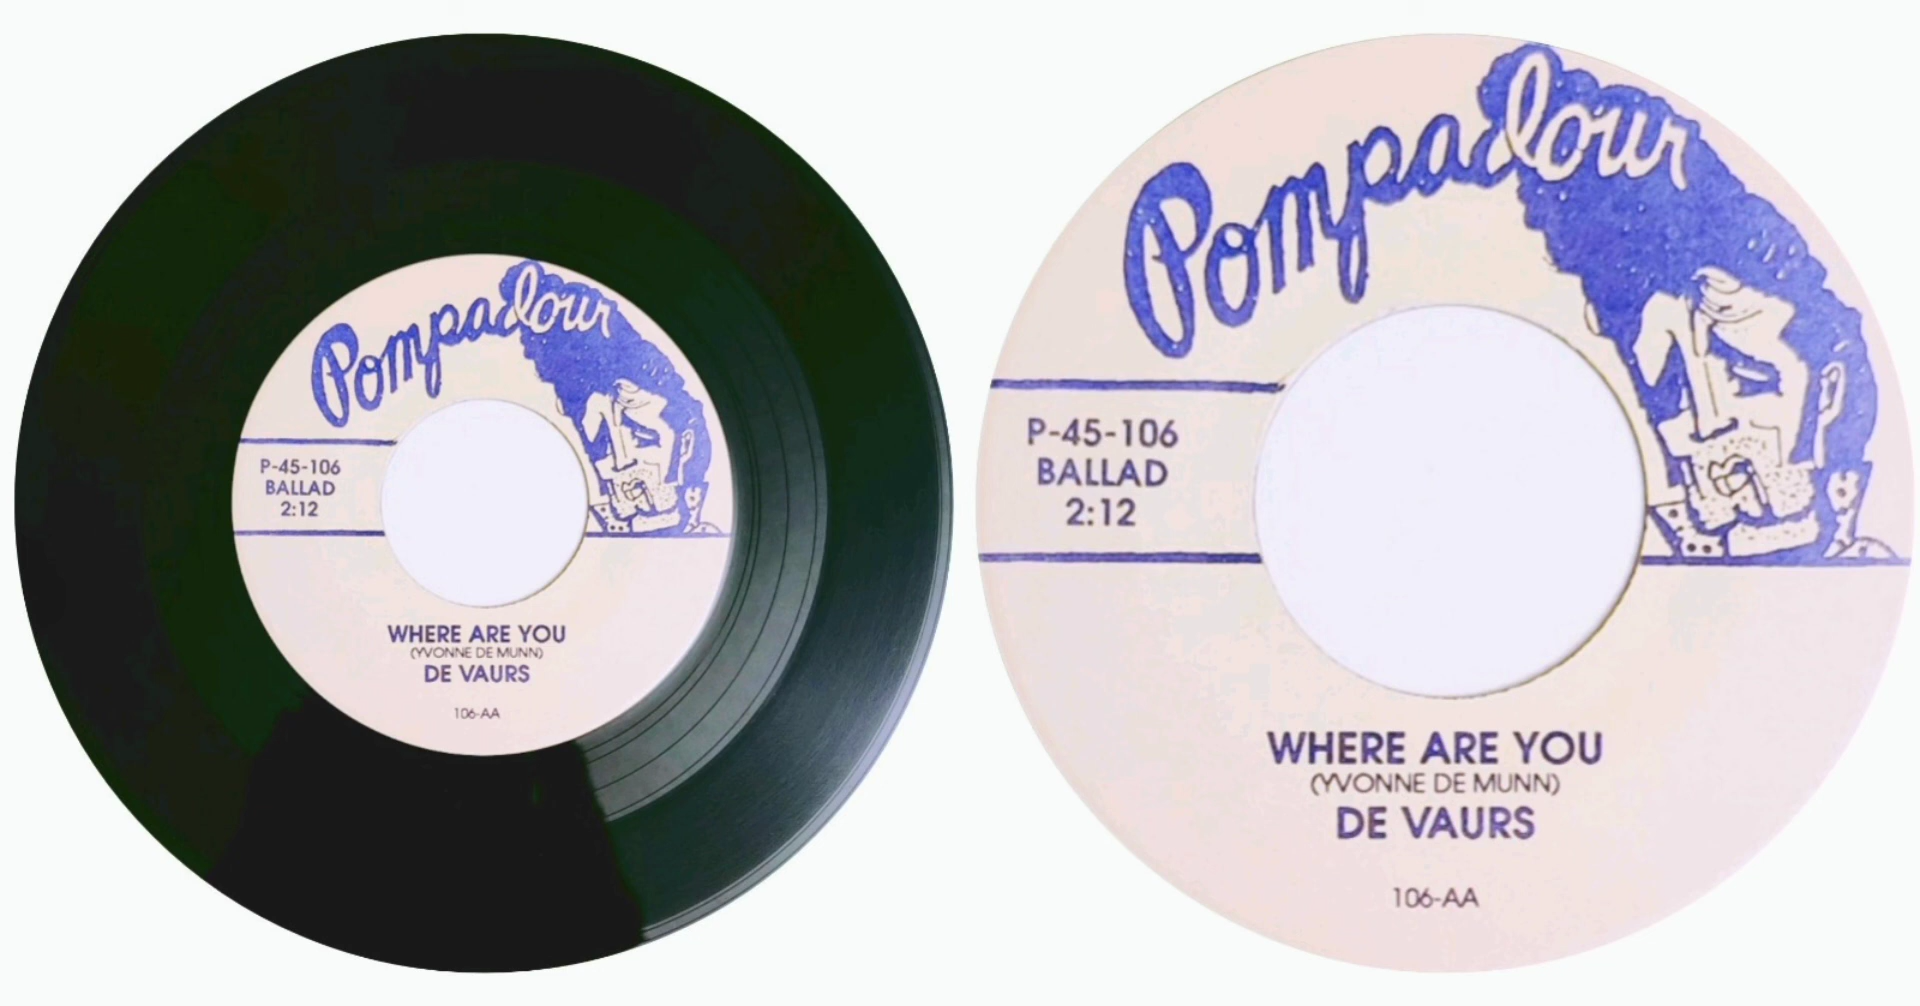 Pompadour
P-45-106
BALLAD
2:12
WHERE ARE YOU
(YVONNE DE MUNN)
DE VAURS
106-AA
Pompadour
P-45-106
BALLAD
2:12
WHERE ARE YOU
(YVONNE DE MUNN)
DE VAURS
106-AA